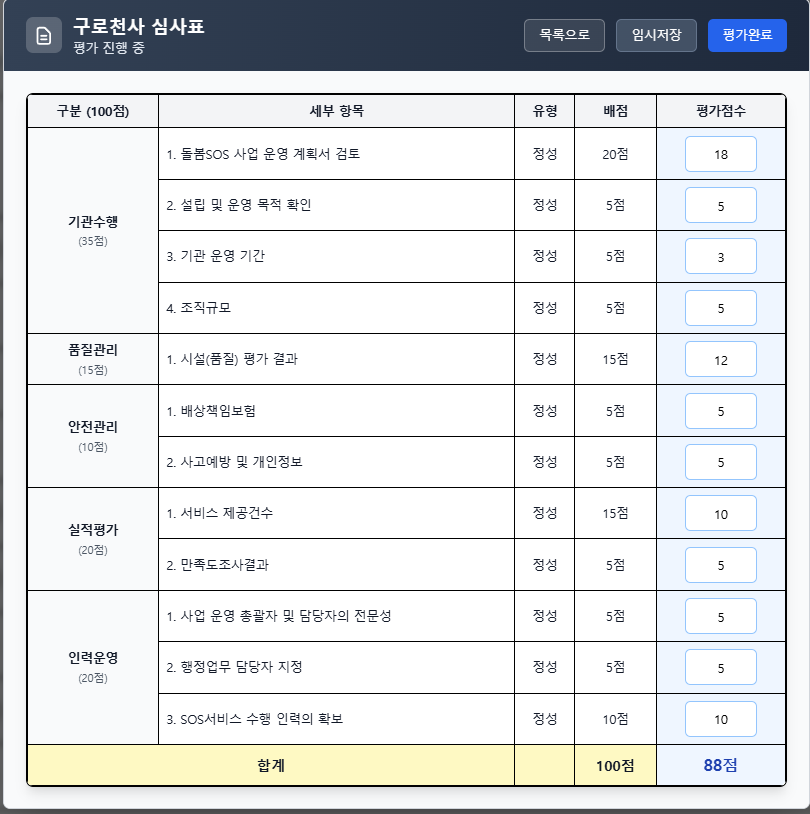 구로천사 심사표
평가 진행 중
목록으로 임시저장 평가완료
구분 (100점) 세부 항목 유형 배점 평가점수
기관수행
(35점)
1. 돌봄SOS 사업 운영 계획서 검토 정성 20점 18
2. 설립 및 운영 목적 확인 정성 5점 5
3. 기관 운영 기간 정성 5점 3
4. 조직규모 정성 5점 5
품질관리
(15점)
1. 시설(품질) 평가 결과 정성 15점 12
안전관리
(10점)
1. 배상책임보험 정성 5점 5
2. 사고예방 및 개인정보 정성 5점 5
실적평가
(20점)
1. 서비스 제공건수 정성 15점 10
2. 만족도조사결과 정성 5점 5
인력운영
(20점)
1. 사업 운영 총괄자 및 담당자의 전문성 정성 5점 5
2. 행정업무 담당자 지정 정성 5점 5
3. SOS서비스 수행 인력의 확보 정성 10점 10
합계 100점 88점